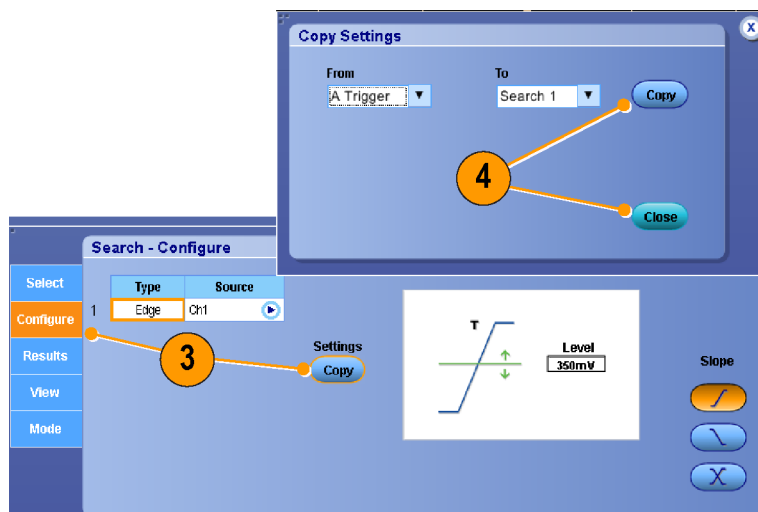 Copy Settings
X
From To
A Trigger Search 1 Copy
4
Close
Search - Configure
Select
Configure
Results
View
Mode
Type Source
1 Edge Ch1
3
Settings
Copy
T
Level
350mV
Slope